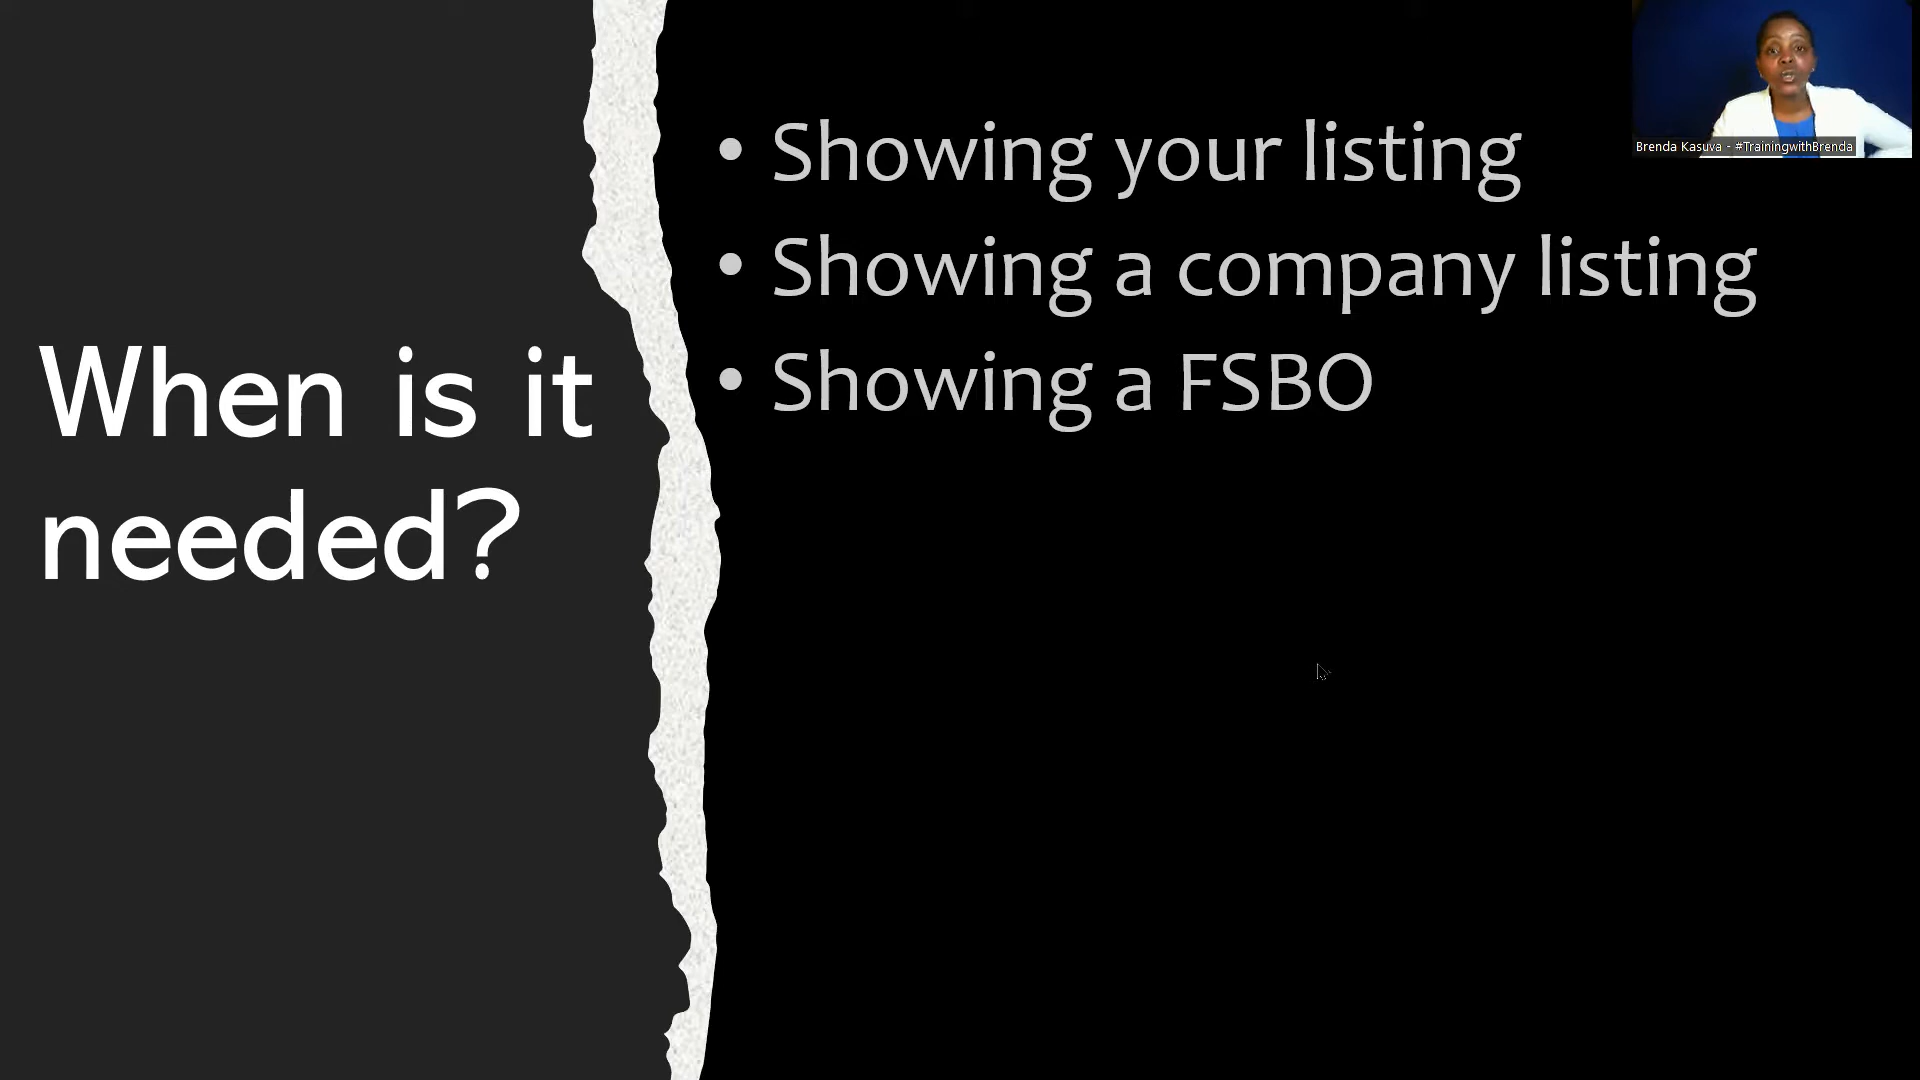 When is it
needed?
• Showing your listing
• Showing a company listing
• Showing a FSBO
Brenda Kasuva - #TrainingwithBrenda